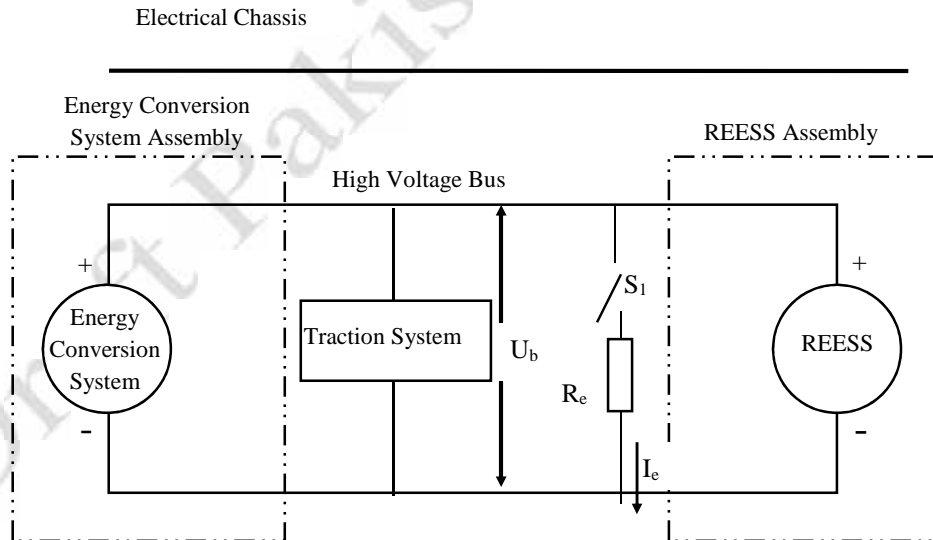 Electrical Chassis
Energy Conversion
System Assembly
REESS Assembly
High Voltage Bus
+
+
S1
Energy
Conversion
System
Traction System
Ub
REESS
Re
-
-
Ie